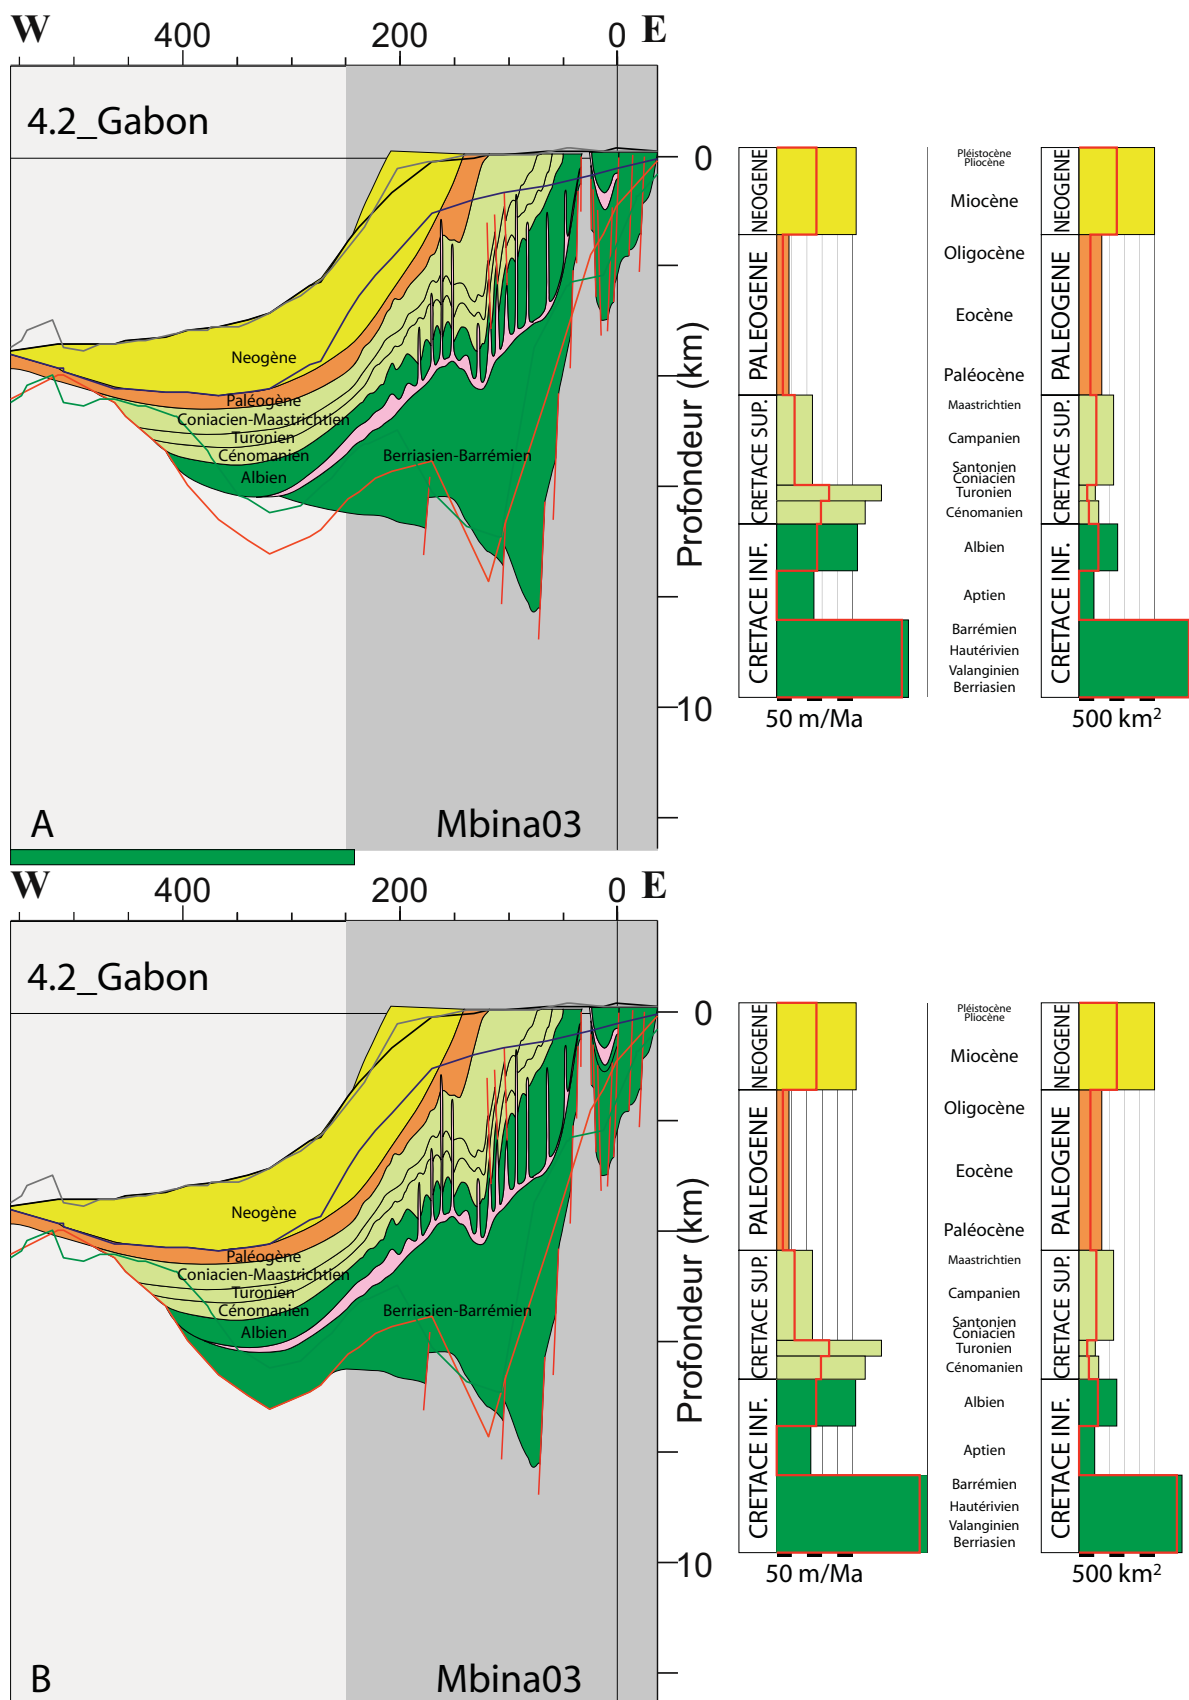 W 400 200 0 E
4.2_Gabon
0
Neogène
Paléogène
Coniacien-Maastrichtien
Turonien
Cénomanien
Albien
Berriasien-Barrémien
Profondeur (km)
10
A
Mbina03
NEOGENE
PALEOGENE
CRETACE SUP.
CRETACE INF.
50 m/Ma
Pléistocène
Pliocène
Miocène
Oligocène
Eocène
Paléocène
Maastrichtien
Campanien
Santonien
Coniacien
Turonien
Cénomanien
Albien
Aptien
Barrémien
Hautérivien
Valanginien
Berriasien
NEOGENE
PALEOGENE
CRETACE SUP.
CRETACE INF.
500 km²
W 400 200 0 E
4.2_Gabon
0
Neogène
Paléogène
Coniacien-Maastrichtien
Turonien
Cénomanien
Albien
Berriasien-Barrémien
Profondeur (km)
10
B
Mbina03
NEOGENE
PALEOGENE
CRETACE SUP.
CRETACE INF.
50 m/Ma
Pléistocène
Pliocène
Miocène
Oligocène
Eocène
Paléocène
Maastrichtien
Campanien
Santonien
Coniacien
Turonien
Cénomanien
Albien
Aptien
Barrémien
Hautérivien
Valanginien
Berriasien
NEOGENE
PALEOGENE
CRETACE SUP.
CRETACE INF.
500 km²